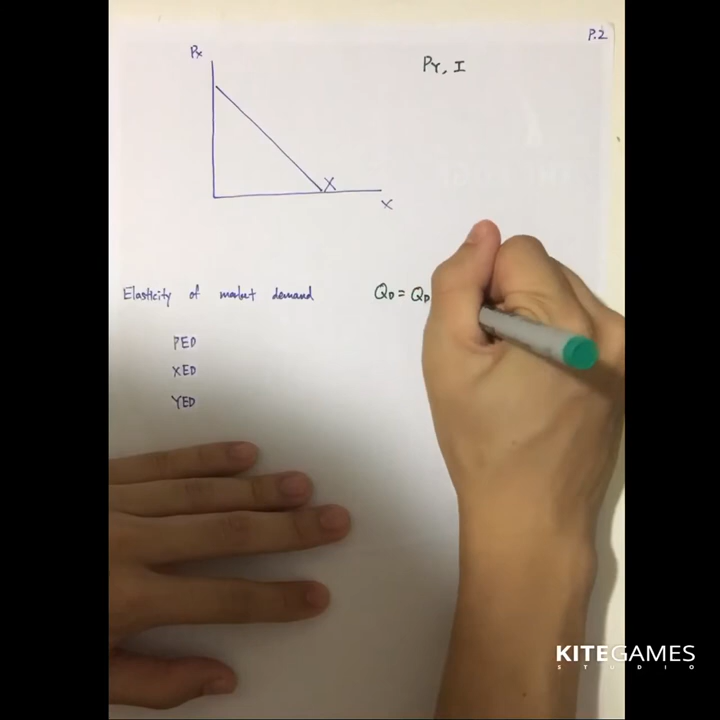 P.2
Px
PY, I
X
X
Elasticity of market demand
QD = QD
PED
XED
YED
KITEGAMES
STUDIO